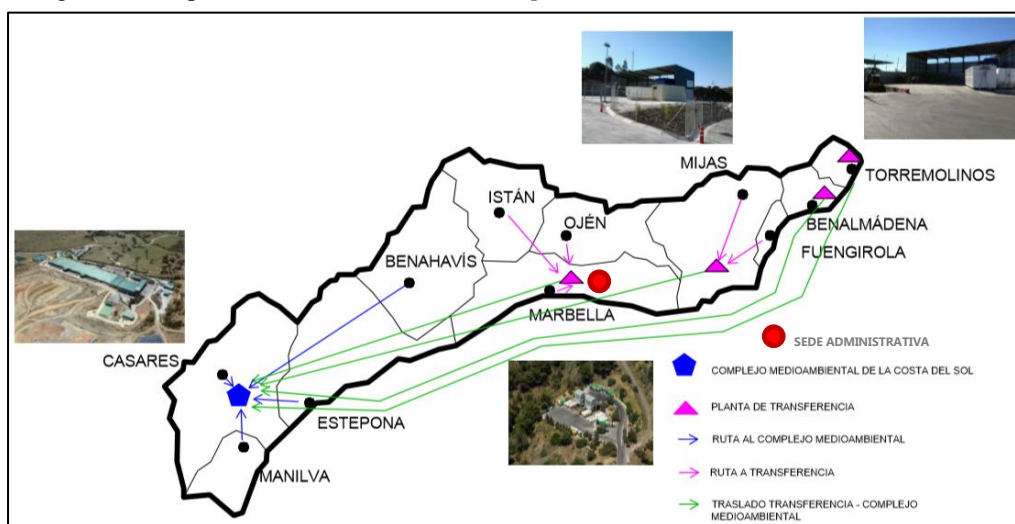 MIJAS
TORREMOLINOS
ISTÁN
OJÉN
BENALMÁDENA
FUENGIROLA
BENAHAVÍS
MARBELLA
SEDE ADMINISTRATIVA
CASARES
COMPLEJO MEDIOAMBIENTAL DE LA COSTA DEL SOL
PLANTA DE TRANSFERENCIA
ESTEPONA
RUTA AL COMPLEJO MEDIOAMBIENTAL
MANILVA
RUTA A TRANSFERENCIA
TRASLADO TRANSFERENCIA - COMPLEJO
MEDIOAMBIENTAL